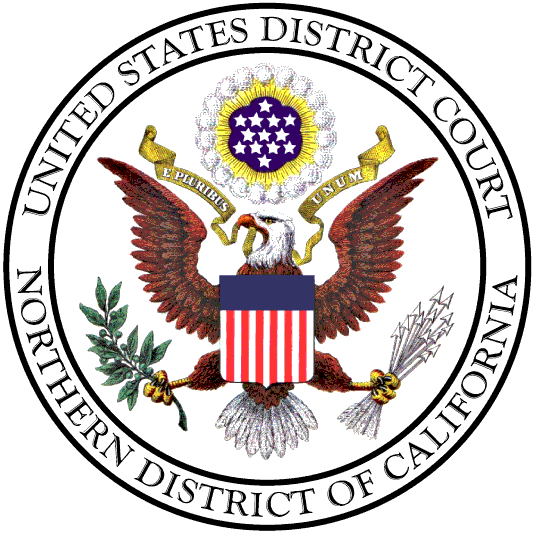 UNITED STATES DISTRICT COURT
E PLURIBUS UNUM
NORTHERN DISTRICT OF CALIFORNIA